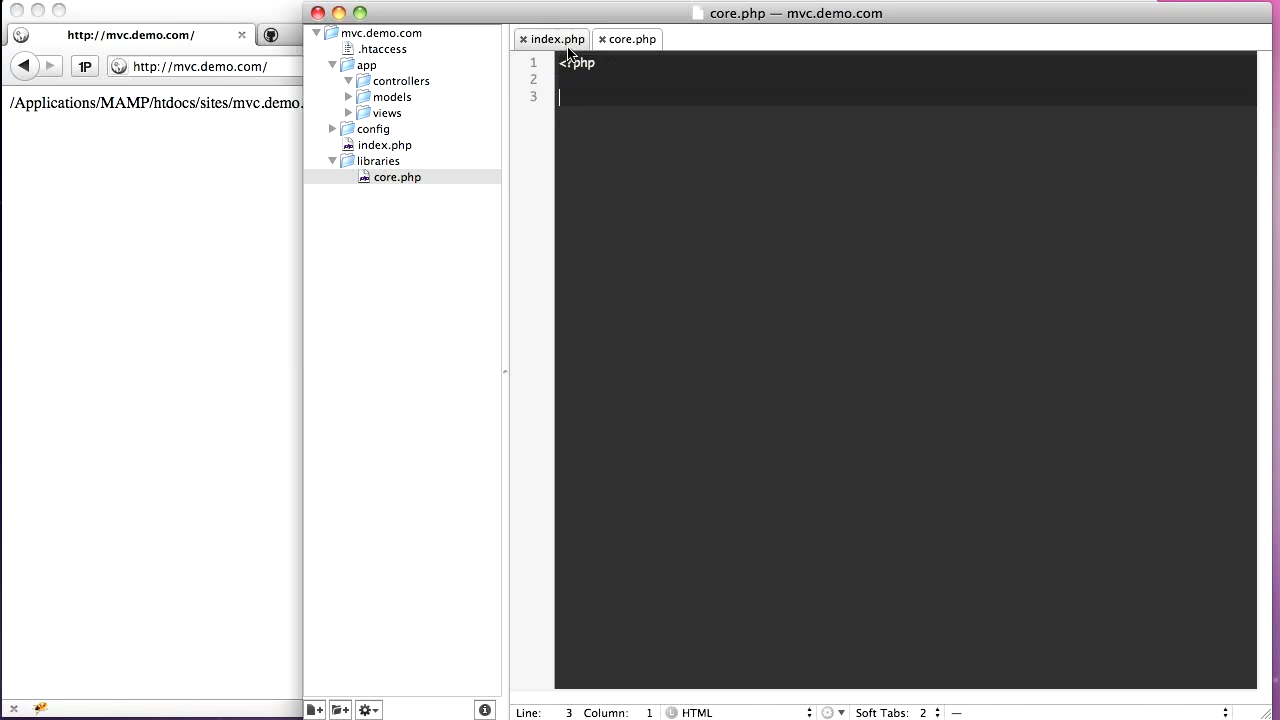 http://mvc.demo.com/
1P
http://mvc.demo.com/
/Applications/MAMP/htdocs/sites/mvc.demo.
core.php — mvc.demo.com
mvc.demo.com
.htaccess
app
controllers
models
views
config
index.php
libraries
core.php
index.php
core.php
1
<?php
2
3
Line: 3 Column: 1
L HTML
Soft Tabs: 2
—